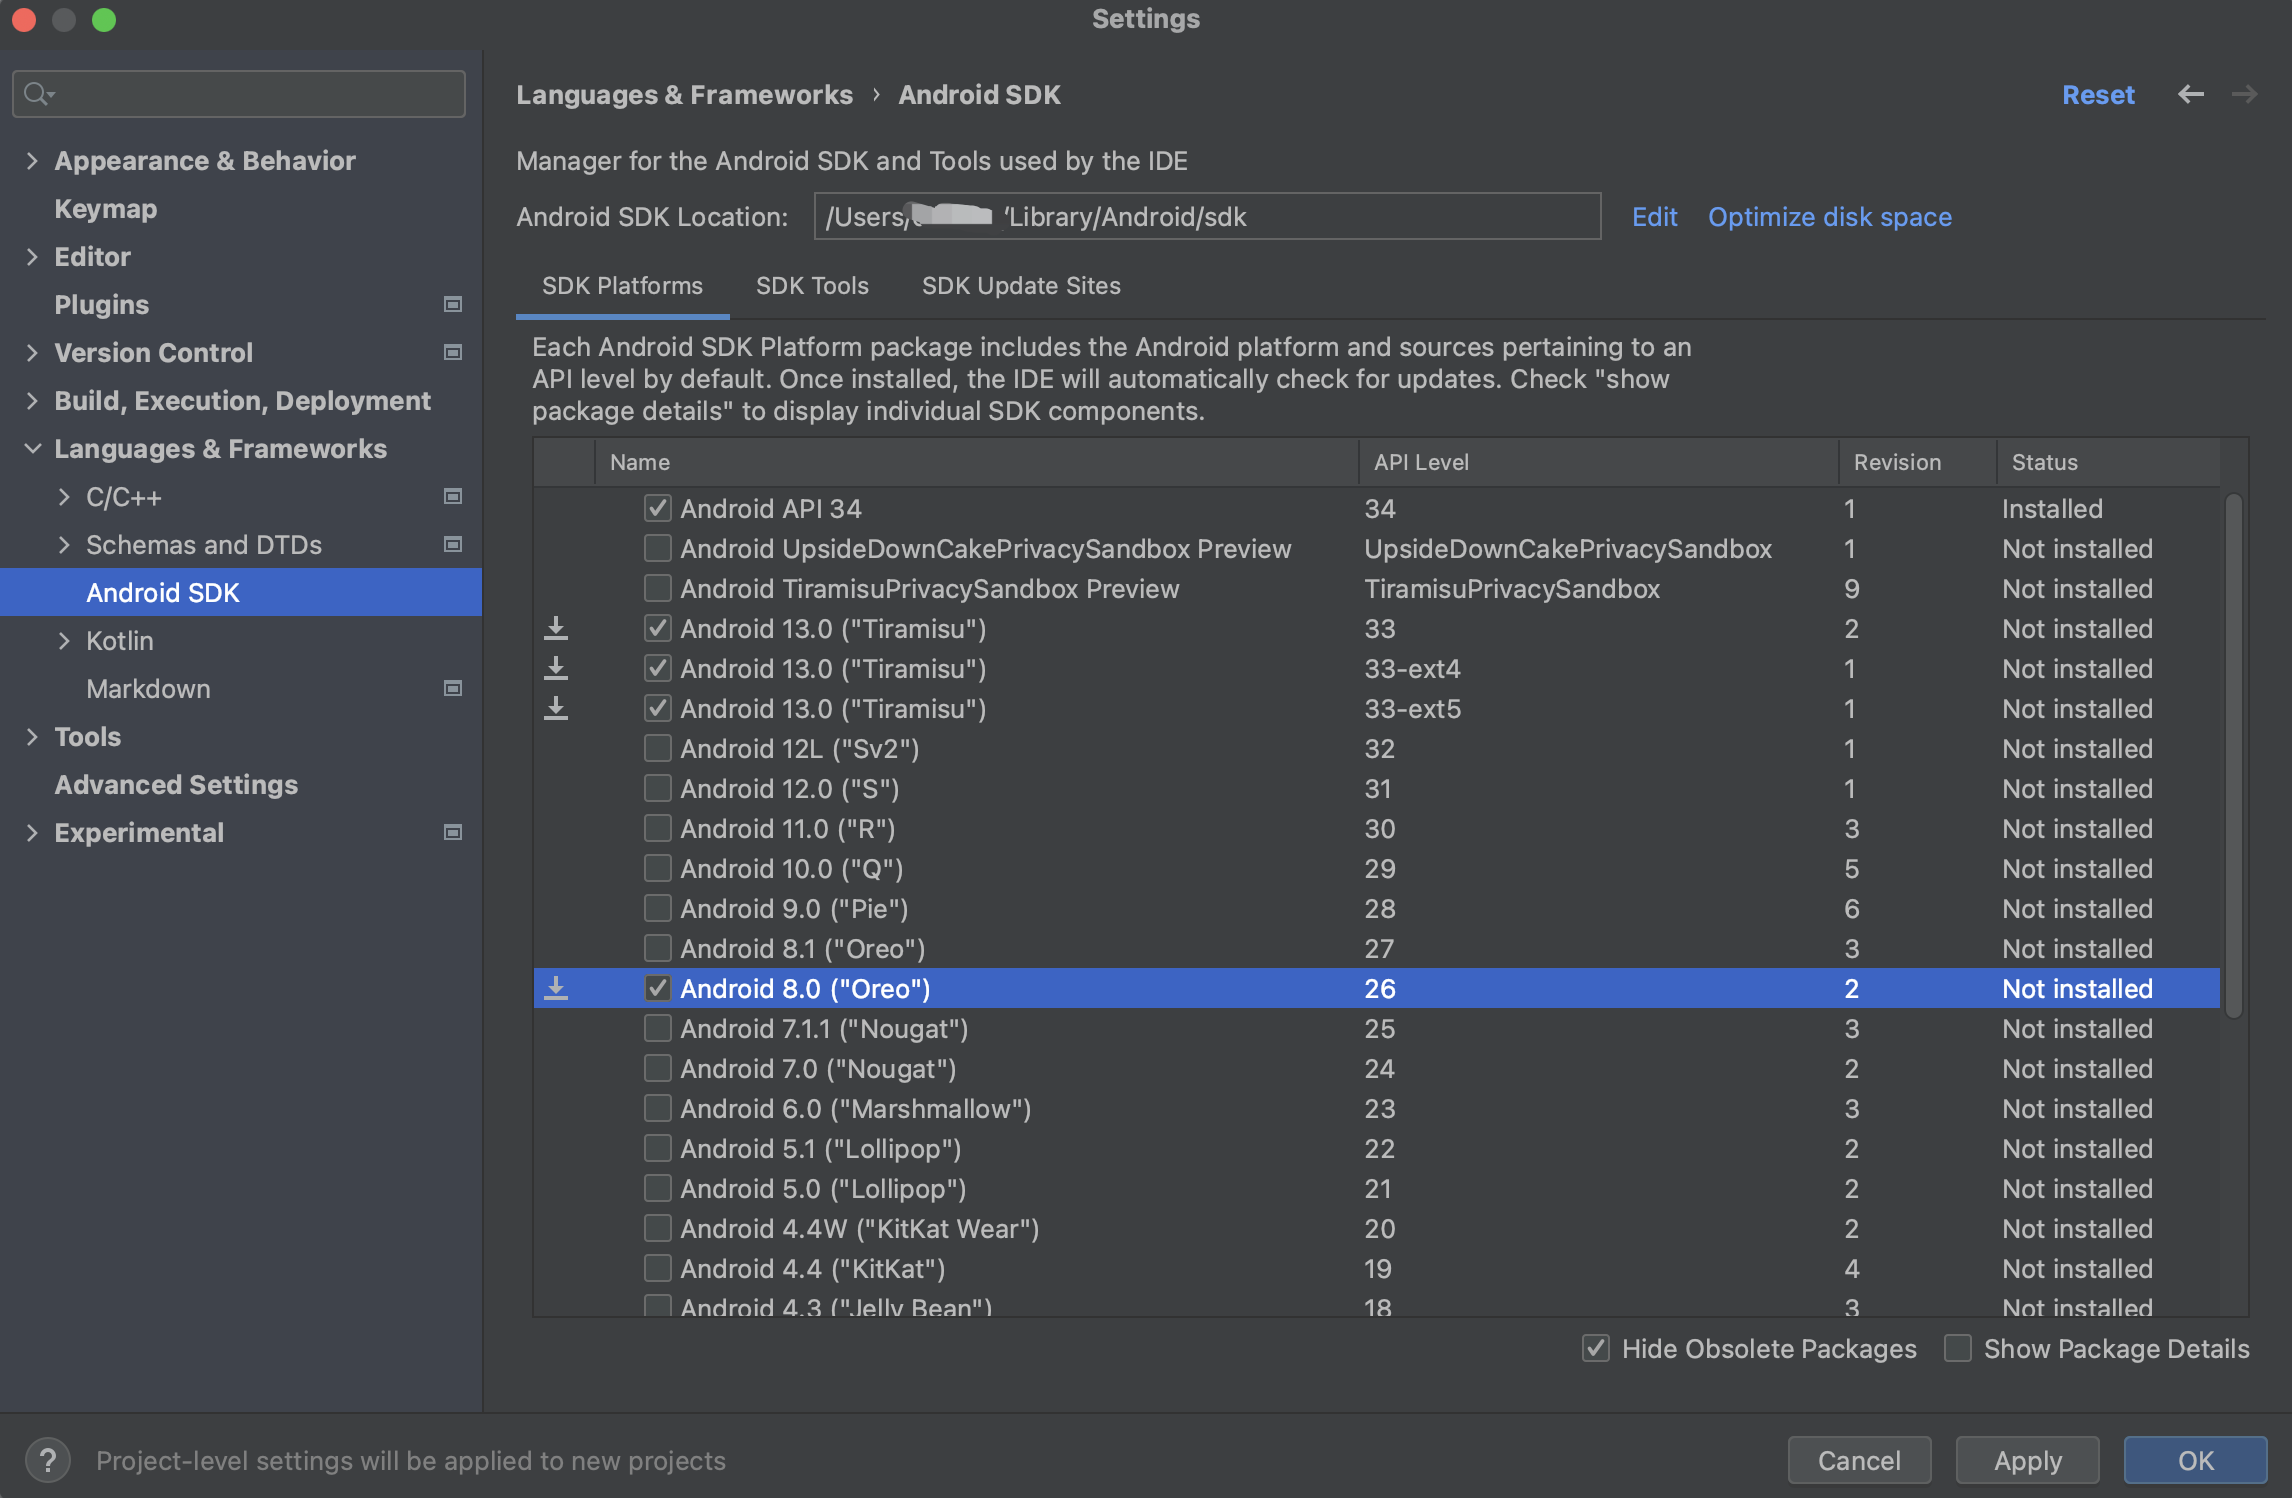 Settings
Appearance & Behavior
Keymap
Editor
Plugins
Version Control
Build, Execution, Deployment
Languages & Frameworks
C/C++
Schemas and DTDs
Android SDK
Kotlin
Markdown
Tools
Advanced Settings
Experimental
Languages & Frameworks › Android SDK
Reset
Manager for the Android SDK and Tools used by the IDE
Android SDK Location: /Users/ Library/Android/sdk Edit Optimize disk space
SDK Platforms SDK Tools SDK Update Sites
Each Android SDK Platform package includes the Android platform and sources pertaining to an
API level by default. Once installed, the IDE will automatically check for updates. Check "show
package details" to display individual SDK components.
Name API Level Revision Status
Android API 34 34 1 Installed
Android UpsideDownCakePrivacySandbox Preview UpsideDownCakePrivacySandbox 1 Not installed
Android TiramisuPrivacySandbox Preview TiramisuPrivacySandbox 9 Not installed
Android 13.0 ("Tiramisu") 33 2 Not installed
Android 13.0 ("Tiramisu") 33-ext4 1 Not installed
Android 13.0 ("Tiramisu") 33-ext5 1 Not installed
Android 12L ("Sv2") 32 1 Not installed
Android 12.0 ("S") 31 1 Not installed
Android 11.0 ("R") 30 3 Not installed
Android 10.0 ("Q") 29 5 Not installed
Android 9.0 ("Pie") 28 6 Not installed
Android 8.1 ("Oreo") 27 3 Not installed
Android 8.0 ("Oreo") 26 2 Not installed
Android 7.1.1 ("Nougat") 25 3 Not installed
Android 7.0 ("Nougat") 24 2 Not installed
Android 6.0 ("Marshmallow") 23 3 Not installed
Android 5.1 ("Lollipop") 22 2 Not installed
Android 5.0 ("Lollipop") 21 2 Not installed
Android 4.4W ("KitKat Wear") 20 2 Not installed
Android 4.4 ("KitKat") 19 4 Not installed
Android 4.3 ("Jelly Bean") 18 3 Not installed
Hide Obsolete Packages Show Package Details
? Project-level settings will be applied to new projects
Cancel Apply OK